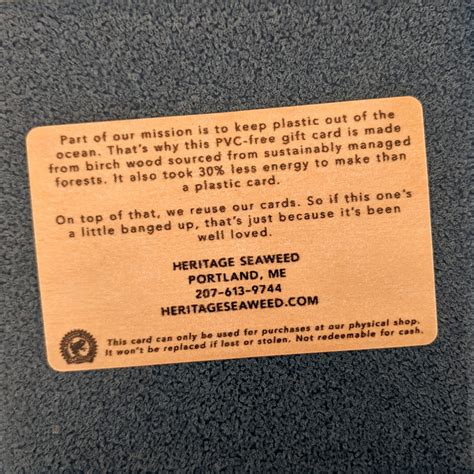 Part of our mission is to keep plastic out of the
ocean. That's why this PVC-free gift card is made
from birch wood sourced from sustainably managed
forests. It also took 30% less energy to make than
a plastic card.
On top of that, we reuse our cards. So if this one's
a little banged up, that's just because it's been
well loved.
HERITAGE SEAWEED
PORTLAND, ME
207-613-9744
HERITAGESEAWEED.COM
This card can only be used for purchases at our physical shop.
It won't be replaced if lost or stolen. Not redeemable for cash.